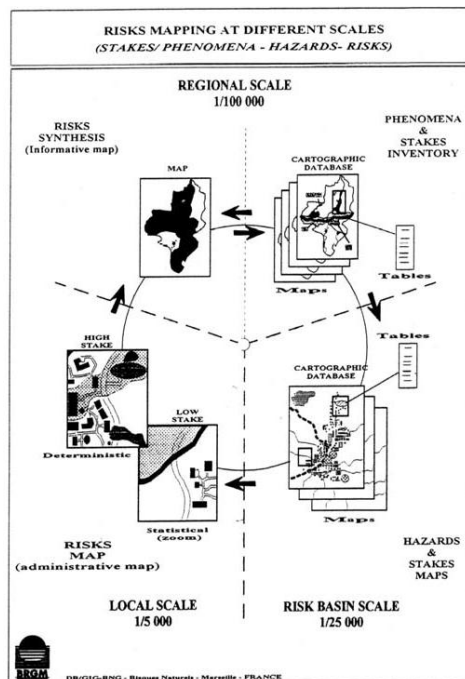 RISKS MAPPING AT DIFFERENT SCALES
(STAKES/ PHENOMENA - HAZARDS- RISKS)
REGIONAL SCALE
1/100 000
RISKS
SYNTHESIS
(Informative map)
PHENOMENA
&
STAKES
INVENTORY
MAP
CARTOGRAPHIC
DATABASE
Tables
Maps
Tables
HIGH
STAKE
CARTOGRAPHIC
DATABASE
LOW
STAKE
Deterministic
Statistical
(zoom)
Maps
RISKS
MAP
(administrative map)
HAZARDS
&
STAKES
MAPS
LOCAL SCALE
1/5 000
RISK BASIN SCALE
1/25 000
BRGM
DR/GIG-RNG - Risques Naturels - Marseille - FRANCE